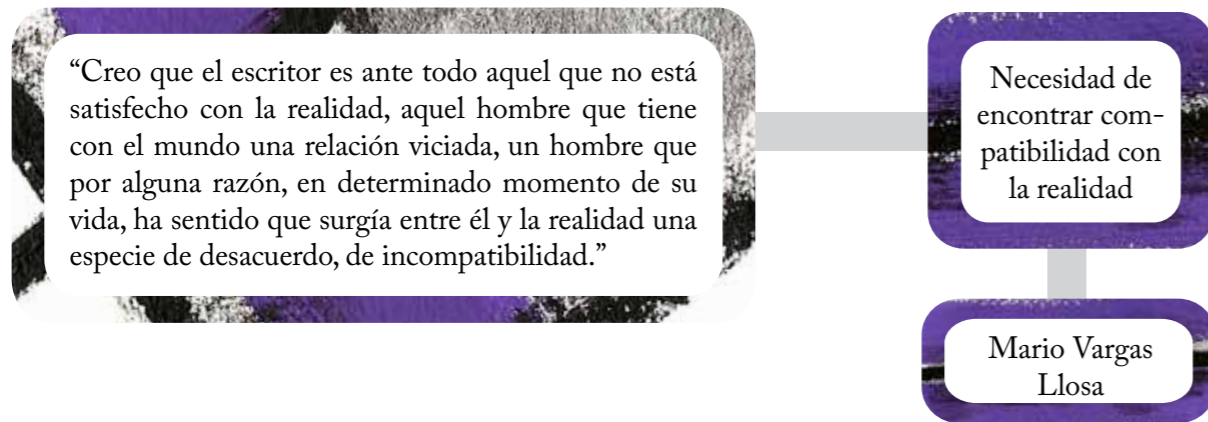 “Creo que el escritor es ante todo aquel que no está
satisfecho con la realidad, aquel hombre que tiene
con el mundo una relación viciada, un hombre que
por alguna razón, en determinado momento de su
vida, ha sentido que surgía entre él y la realidad una
especie de desacuerdo, de incompatibilidad.”
Necesidad de
encontrar com-
patibilidad con
la realidad
Mario Vargas
Llosa